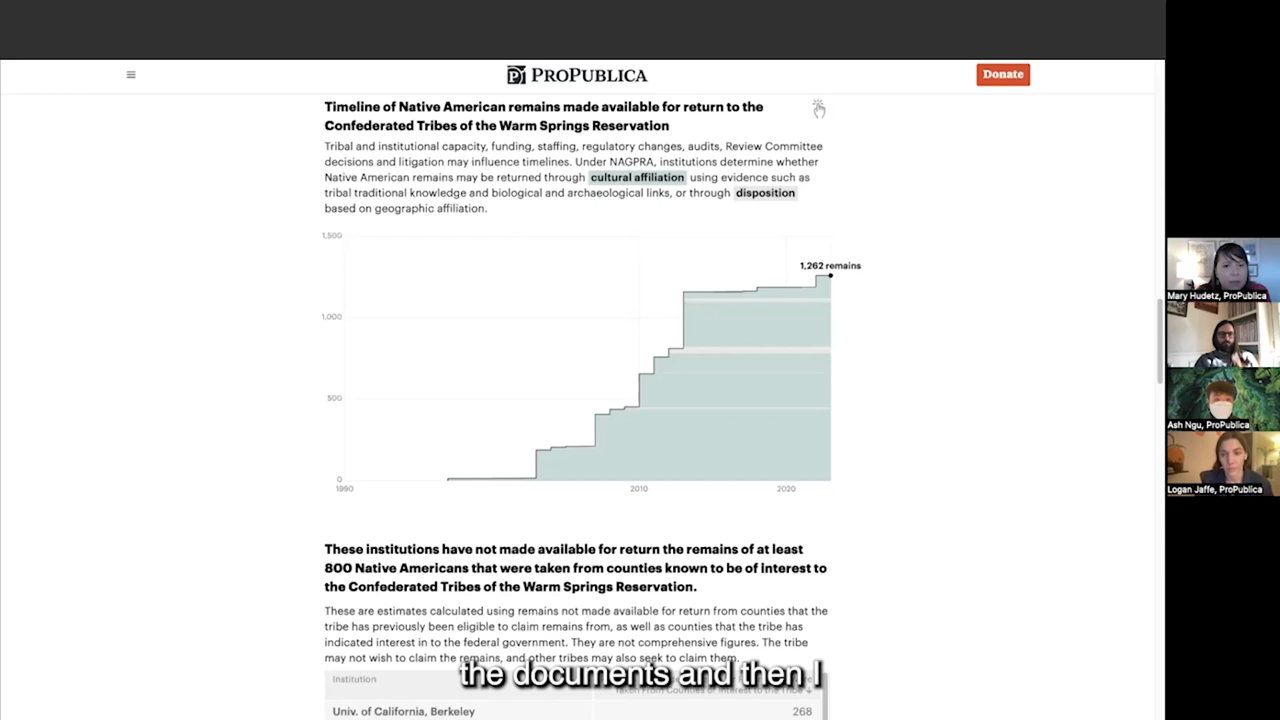 PROPUBLICA
Donate
Timeline of Native American remains made available for return to the
Confederated Tribes of the Warm Springs Reservation
Tribal and institutional capacity, funding, staffing, regulatory changes, audits, Review Committee
decisions and litigation may influence timelines. Under NAGPRA, institutions determine whether
Native American remains may be returned through cultural affiliation using evidence such as
tribal traditional knowledge and biological and archaeological links, or through disposition
based on geographic affiliation.
1,500
1,262 remains
1,000
500
0
1990
2010
2020
Mary Hudetz, ProPublica
Ash Ngu, ProPublica
Logan Jaffe, ProPublica
These institutions have not made available for return the remains of at least
800 Native Americans that were taken from counties known to be of interest to
the Confederated Tribes of the Warm Springs Reservation.
These are estimates calculated using remains not made available for return from counties that the
tribe has previously been eligible to claim remains from, as well as counties that the tribe has
indicated interest in to the federal government. They are not comprehensive figures. The tribe
may not wish to claim the remains, and other tribes may also seek to claim them.
the documents and then I
Institution
Taken From Counties of Interest to the Tribe ↓
Univ. of California, Berkeley
268